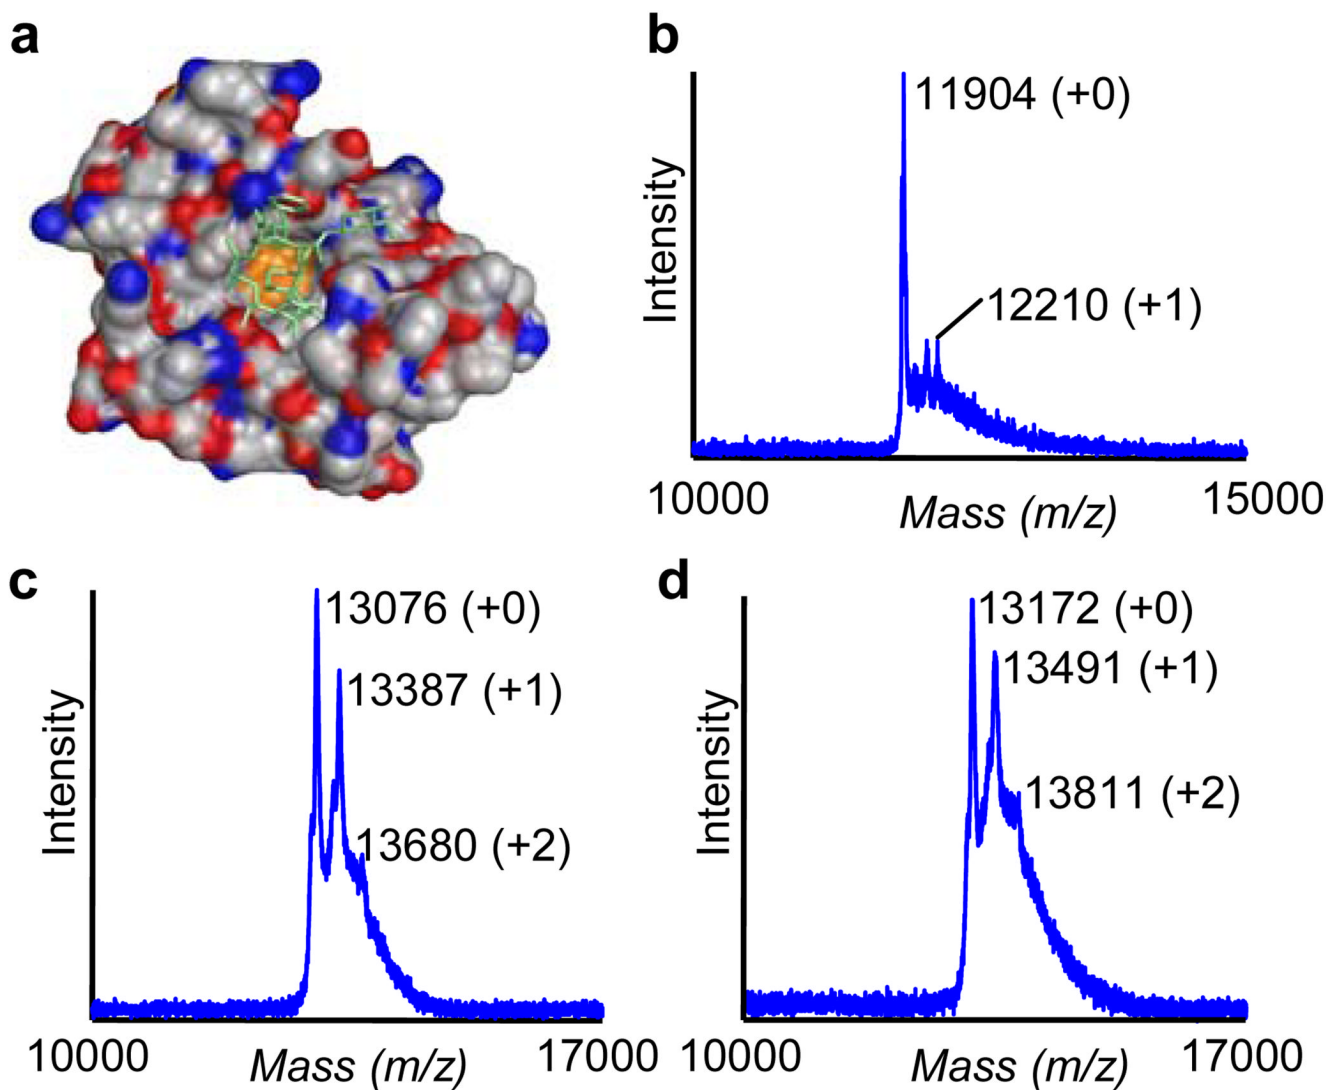 a
b
Intensity
11904 (+0)
12210 (+1)
10000
Mass (m/z)
15000
c
Intensity
13076 (+0)
13387 (+1)
13680 (+2)
10000
Mass (m/z)
17000
d
Intensity
13172 (+0)
13491 (+1)
13811 (+2)
10000
Mass (m/z)
17000